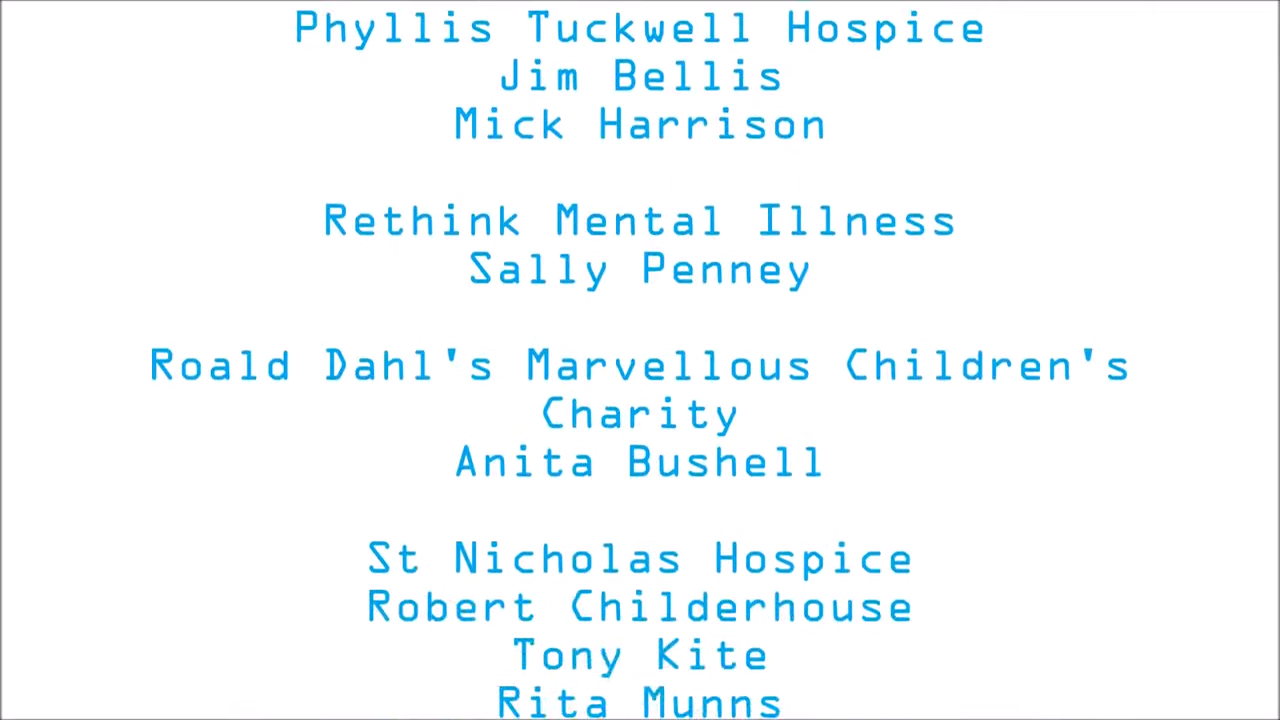 Phyllis Tuckwell Hospice
Jim Bellis
Mick Harrison
Rethink Mental Illness
Sally Penney
Roald Dahl's Marvellous Children's
Charity
Anita Bushell
St Nicholas Hospice
Robert Childerhouse
Tony Kite
Rita Munns